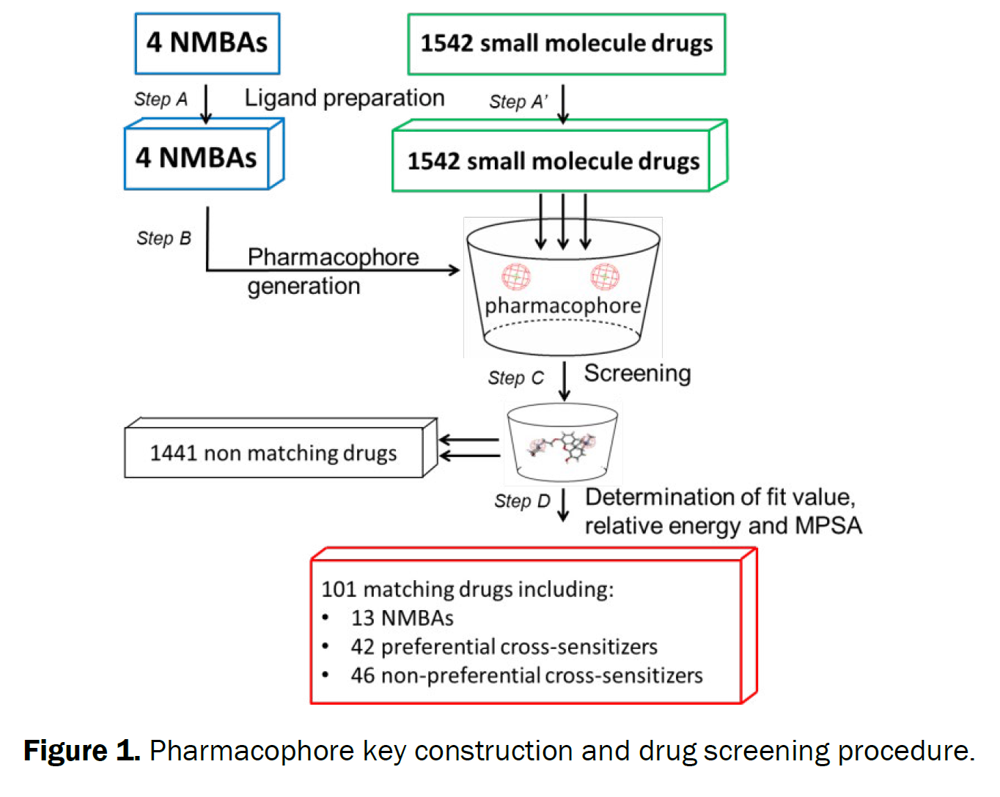 4 NMBAs
1542 small molecule drugs
Step A
Ligand preparation
Step A’
4 NMBAs
1542 small molecule drugs
Step B
Pharmacophore
generation
pharmacophore
Step C
Screening
1441 non matching drugs
Step D
Determination of fit value,
relative energy and MPSA
101 matching drugs including:
• 13 NMBAs
• 42 preferential cross-sensitizers
• 46 non-preferential cross-sensitizers
Figure 1. Pharmacophore key construction and drug screening procedure.